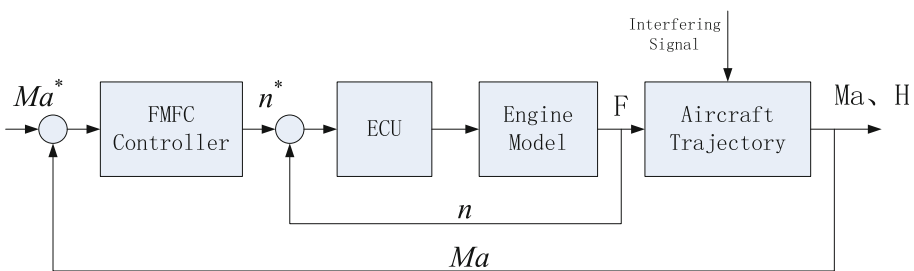 Interfering
Signal
Ma*
FMFC
Controller
n*
ECU
Engine
Model
F
Aircraft
Trajectory
Ma、H
n
Ma